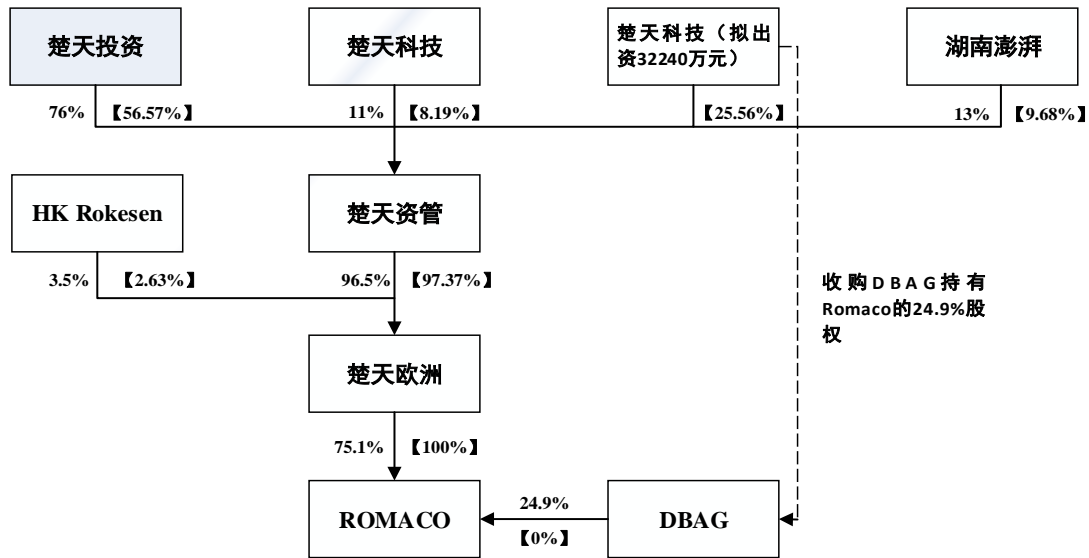 楚天投资
楚天科技
楚天科技（拟出
资32240万元）
湖南澎湃
76% 【56.57%】
11% 【8.19%】
【25.56%】
13% 【9.68%】
HK Rokesen
楚天资管
3.5% 【2.63%】
96.5% 【97.37%】
收购DBAG持有
Romaco的24.9%股
权
楚天欧洲
75.1% 【100%】
ROMACO
24.9%
【0%】
DBAG